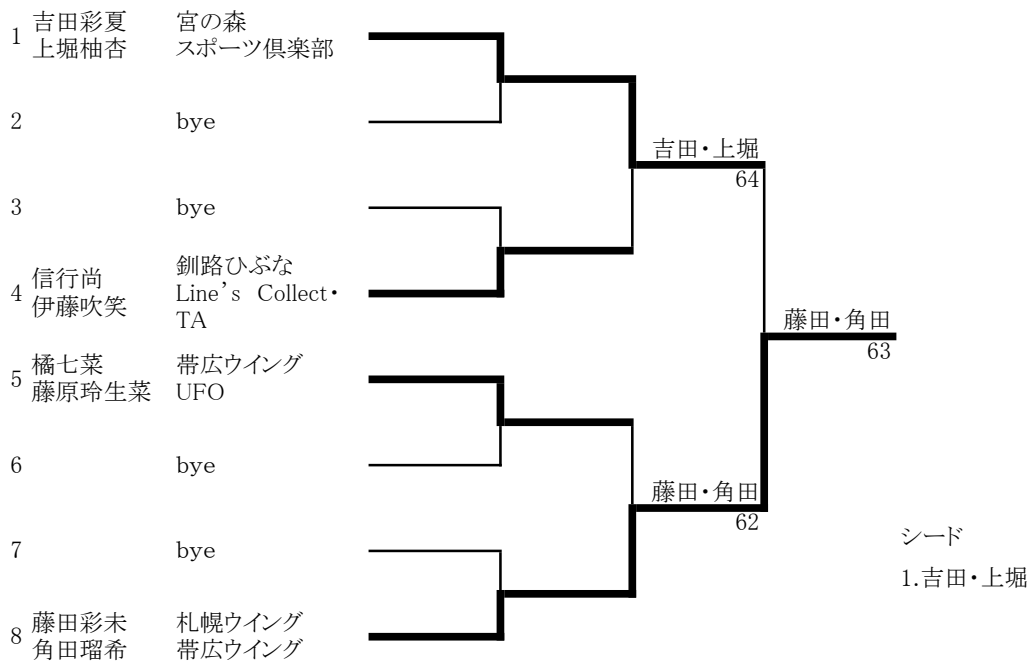 1 吉田彩夏 宮の森
上堀柚杏 スポーツ倶楽部
2 bye
吉田・上堀
64
3 bye
4 信行尚 釧路ひぶな
伊藤吹笑 Line's Collect・
TA
藤田・角田
63
5 橘七菜 帯広ウイング
藤原玲生菜 UFO
6 bye
藤田・角田
62
7 bye
シード
1.吉田・上堀
8 藤田彩未 札幌ウイング
角田瑠希 帯広ウイング